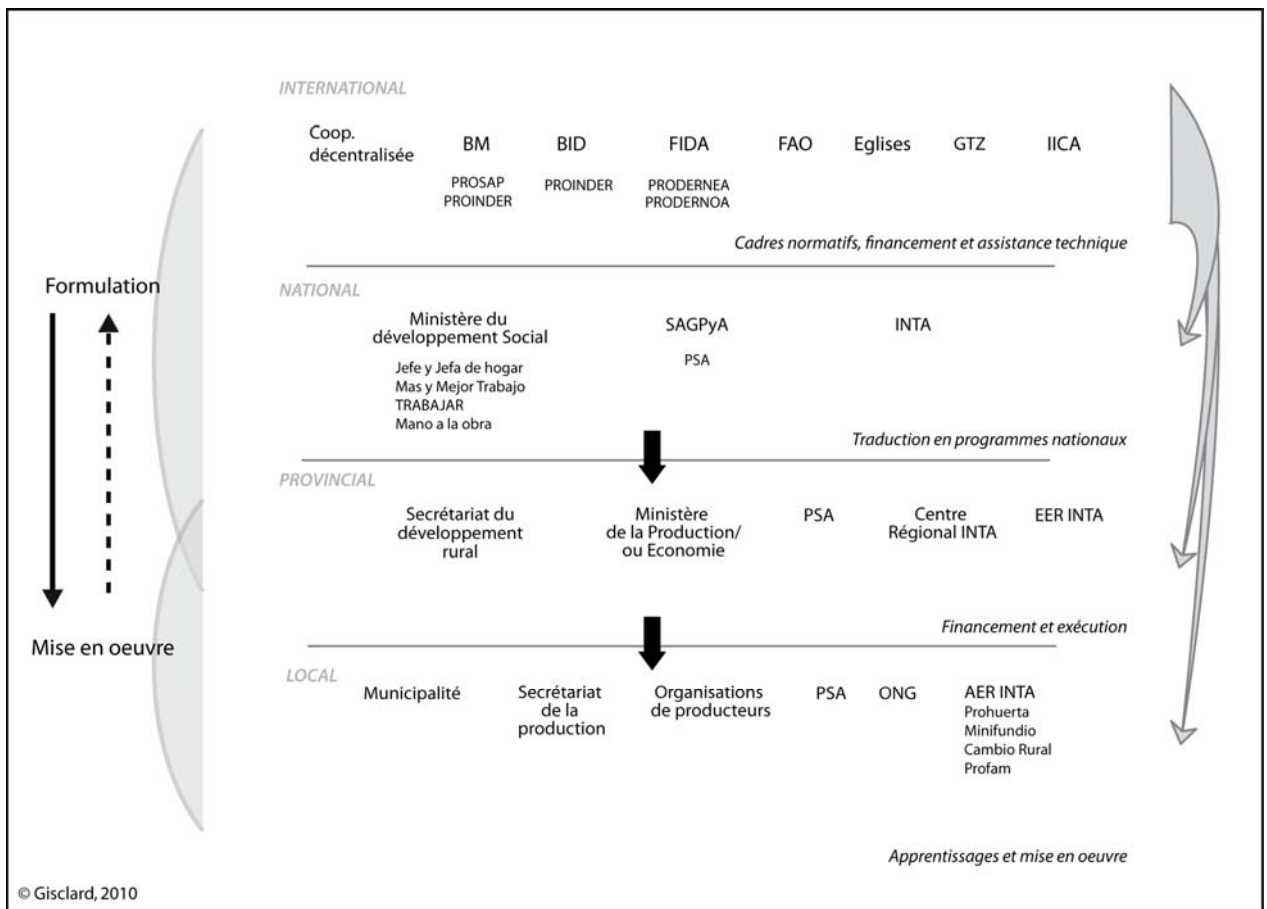 INTERNATIONAL
Coop.
décentralisée
BM
BID
FIDA
FAO
Eglises
GTZ
IICA
PROSAP
PROINDER
PROINDER
PRODERNEA
PRODERNOA
Cadres normatifs, financement et assistance technique
Formulation
Mise en oeuvre
NATIONAL
Ministère du
développement Social
Jefe y Jefa de hogar
Mas y Mejor Trabajo
TRABAJAR
Mano a la obra
SAGPyA
PSA
INTA
Traduction en programmes nationaux
PROVINCIAL
Secrétariat du
développement
rural
Ministère
de la Production/
ou Economie
PSA
Centre
Régional INTA
EER INTA
Financement et exécution
LOCAL
Municipalité
Secrétariat
de la
production
Organisations
de producteurs
PSA
ONG
AER INTA
Prohuerta
Minifundio
Cambio Rural
Profam
Apprentissages et mise en oeuvre
© Gisclard, 2010